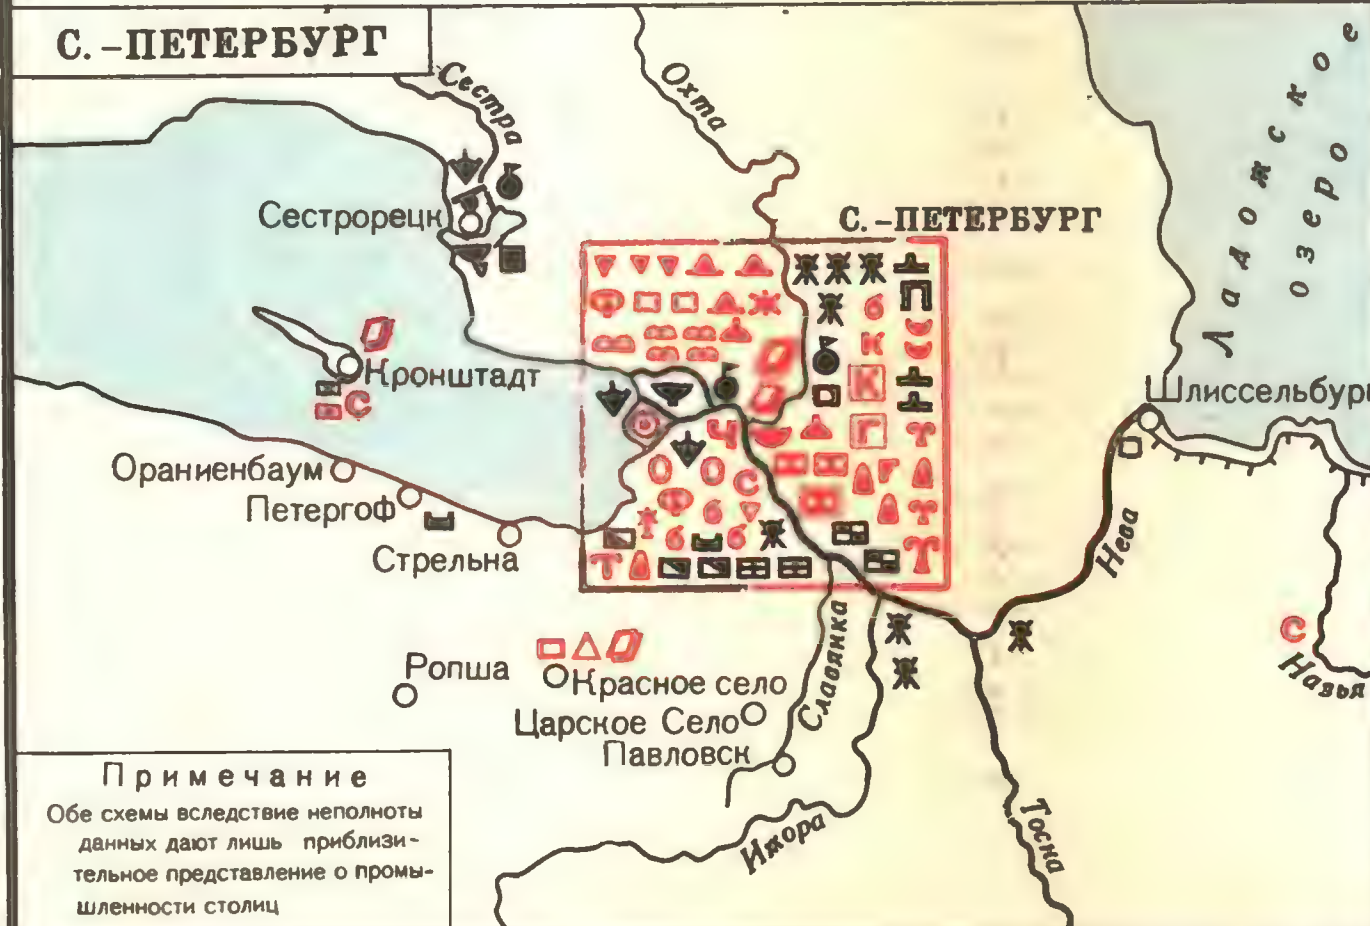 С.-ПЕТЕРБУРГ
Сестра
Охта
Ладожское
озеро
Сестрорецк
С.-ПЕТЕРБУРГ
Кронштадт
С
К
К
Г
Ч
Шлиссельбург
Ораниенбаум
Петергоф
Стрельна
С
Нева
С
Назья
Ропша
Красное село
Царское Село
Павловск
Славянка
Ижора
Тосна
Примечание
Обе схемы вследствие неполноты
данных дают лишь приблизи-
тельное представление о промы-
шленности столиц